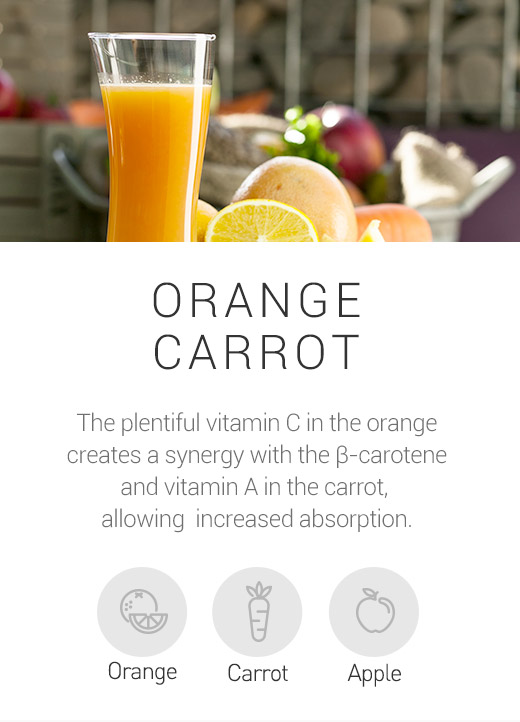 ORANGE
CARROT
The plentiful vitamin C in the orange
creates a synergy with the β-carotene
and vitamin A in the carrot,
allowing  increased absorption.
Orange
Carrot
Apple